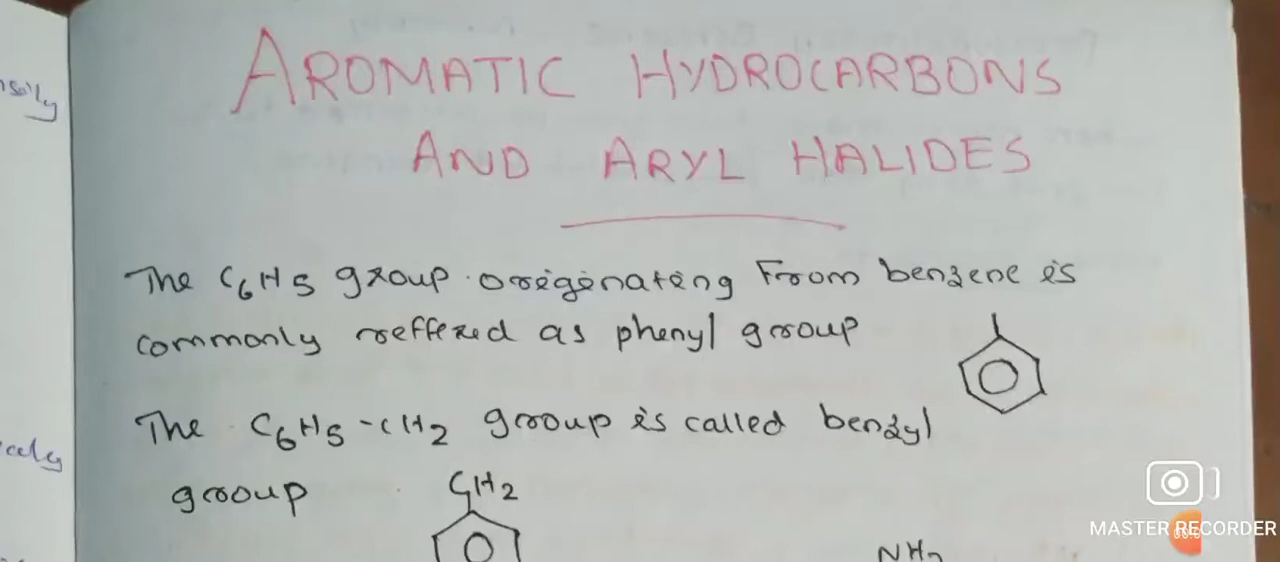 AROMATIC HYDROCARBONS
AND ARYL HALIDES
The C6H5 group originating From benzene is
commonly reffered as phenyl group
The C6H5-CH2 group is called benzyl
group
CH2
NH2
MASTER RECORDER